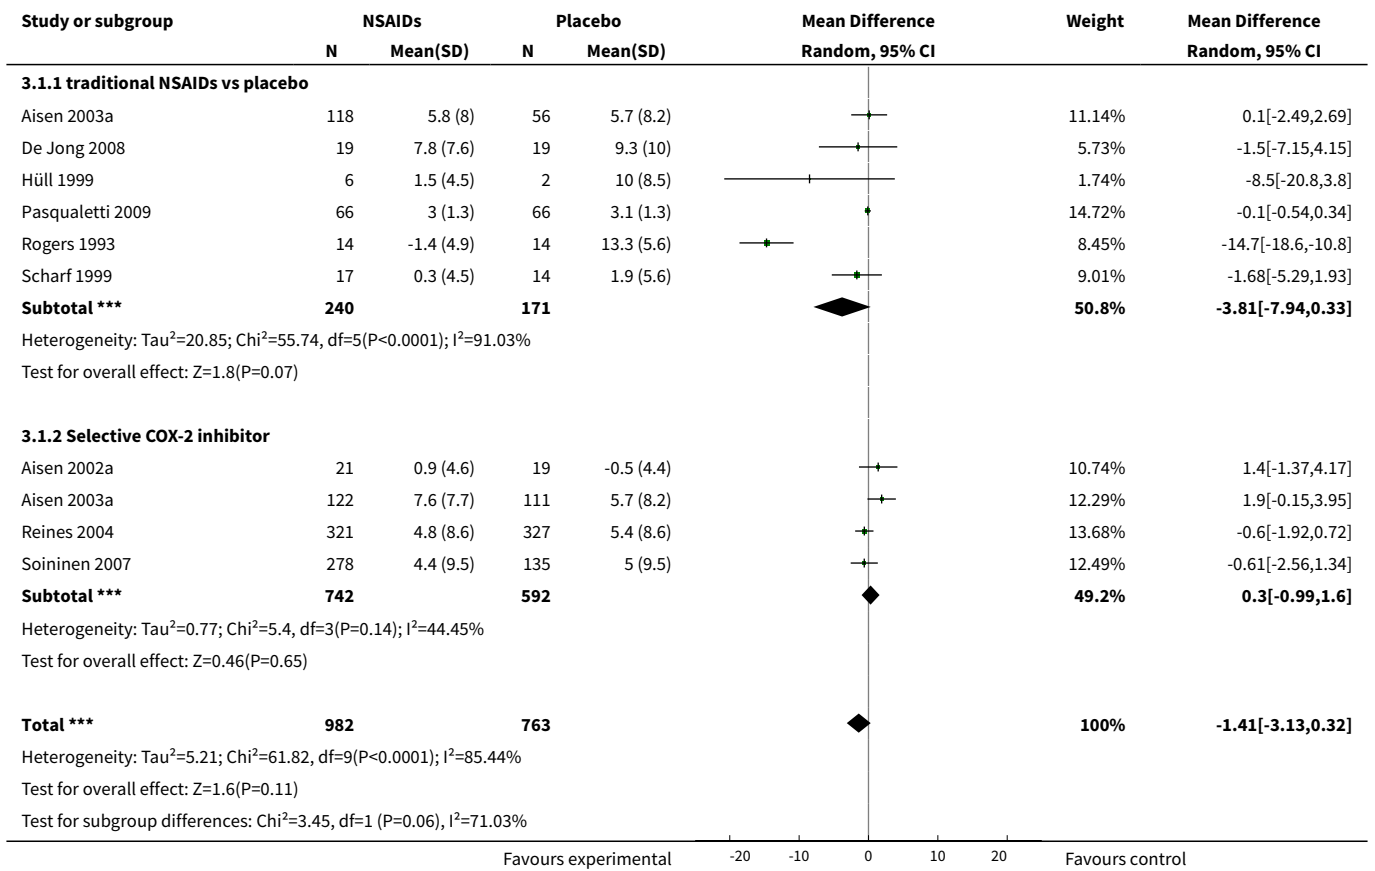 Study or subgroup NSAIDs Placebo Mean Difference Weight Mean Difference
N Mean(SD) N Mean(SD) Random, 95% CI Random, 95% CI
3.1.1 traditional NSAIDs vs placebo
Aisen 2003a 118 5.8 (8) 56 5.7 (8.2) 11.14% 0.1[-2.49,2.69]
De Jong 2008 19 7.8 (7.6) 19 9.3 (10) 5.73% -1.5[-7.15,4.15]
Hüll 1999 6 1.5 (4.5) 2 10 (8.5) 1.74% -8.5[-20.8,3.8]
Pasqualetti 2009 66 3 (1.3) 66 3.1 (1.3) 14.72% -0.1[-0.54,0.34]
Rogers 1993 14 -1.4 (4.9) 14 13.3 (5.6) 8.45% -14.7[-18.6,-10.8]
Scharf 1999 17 0.3 (4.5) 14 1.9 (5.6) 9.01% -1.68[-5.29,1.93]
Subtotal *** 240 171 50.8% -3.81[-7.94,0.33]
Heterogeneity: Tau²=20.85; Chi²=55.74, df=5(P<0.0001); I²=91.03%
Test for overall effect: Z=1.8(P=0.07)
3.1.2 Selective COX-2 inhibitor
Aisen 2002a 21 0.9 (4.6) 19 -0.5 (4.4) 10.74% 1.4[-1.37,4.17]
Aisen 2003a 122 7.6 (7.7) 111 5.7 (8.2) 12.29% 1.9[-0.15,3.95]
Reines 2004 321 4.8 (8.6) 327 5.4 (8.6) 13.68% -0.6[-1.92,0.72]
Soininen 2007 278 4.4 (9.5) 135 5 (9.5) 12.49% -0.61[-2.56,1.34]
Subtotal *** 742 592 49.2% 0.3[-0.99,1.6]
Heterogeneity: Tau²=0.77; Chi²=5.4, df=3(P=0.14); I²=44.45%
Test for overall effect: Z=0.46(P=0.65)
Total *** 982 763 100% -1.41[-3.13,0.32]
Heterogeneity: Tau²=5.21; Chi²=61.82, df=9(P<0.0001); I²=85.44%
Test for overall effect: Z=1.6(P=0.11)
Test for subgroup differences: Chi²=3.45, df=1 (P=0.06), I²=71.03%
Favours experimental -20 -10 0 10 20 Favours control